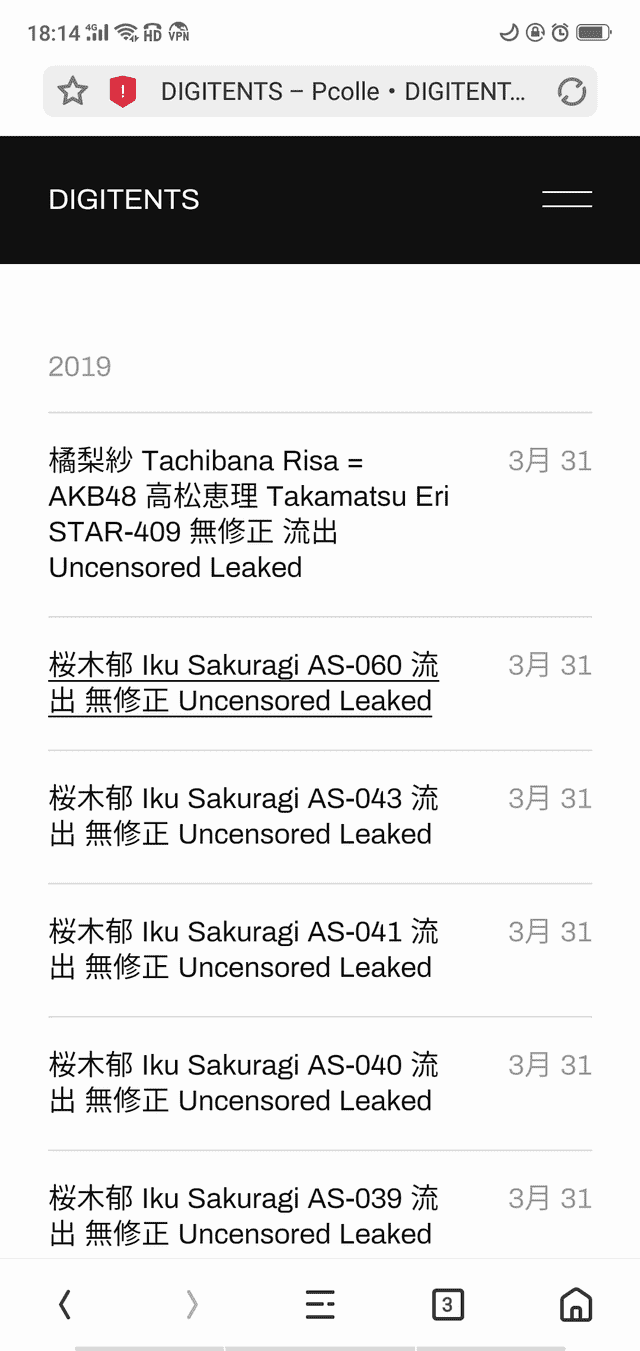 18:14 4G HD VPN
DIGITENTS – Pcolle • DIGITENT...
DIGITENTS
2019
橘梨紗 Tachibana Risa = 3月 31
AKB48 高松恵理 Takamatsu Eri
STAR-409 無修正 流出
Uncensored Leaked
桜木郁 Iku Sakuragi AS-060 流 3月 31
出 無修正 Uncensored Leaked
桜木郁 Iku Sakuragi AS-043 流 3月 31
出 無修正 Uncensored Leaked
桜木郁 Iku Sakuragi AS-041 流 3月 31
出 無修正 Uncensored Leaked
桜木郁 Iku Sakuragi AS-040 流 3月 31
出 無修正 Uncensored Leaked
桜木郁 Iku Sakuragi AS-039 流 3月 31
出 無修正 Uncensored Leaked
3